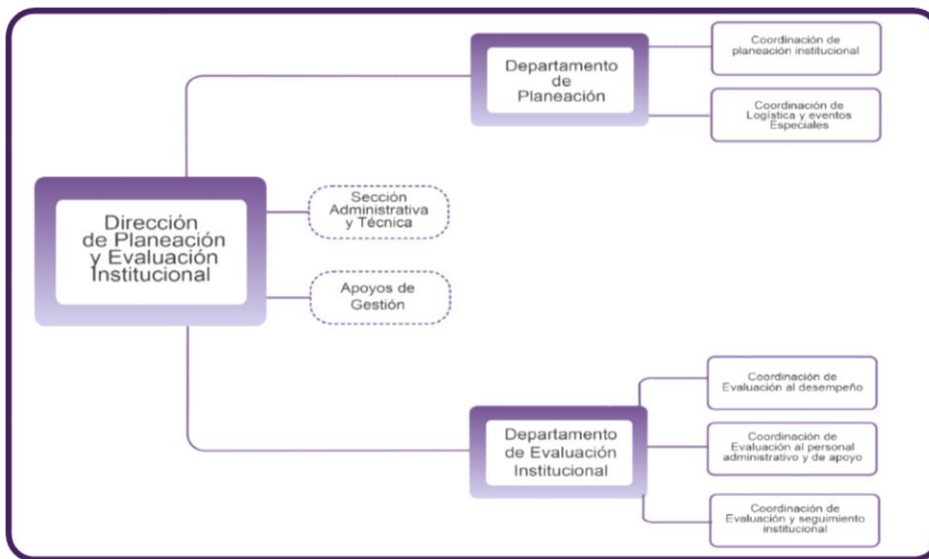 Dirección
de Planeación
y Evaluación
Institucional
Sección
Administrativa
y Técnica
Apoyos de
Gestión
Departamento
de
Planeación
Coordinación de
planeación institucional
Coordinación de
Logística y eventos
Especiales
Departamento
de Evaluación
Institucional
Coordinación de
Evaluación al desempeño
Coordinación de
Evaluación al personal
administrativo y de apoyo
Coordinación de
Evaluación y seguimiento
institucional